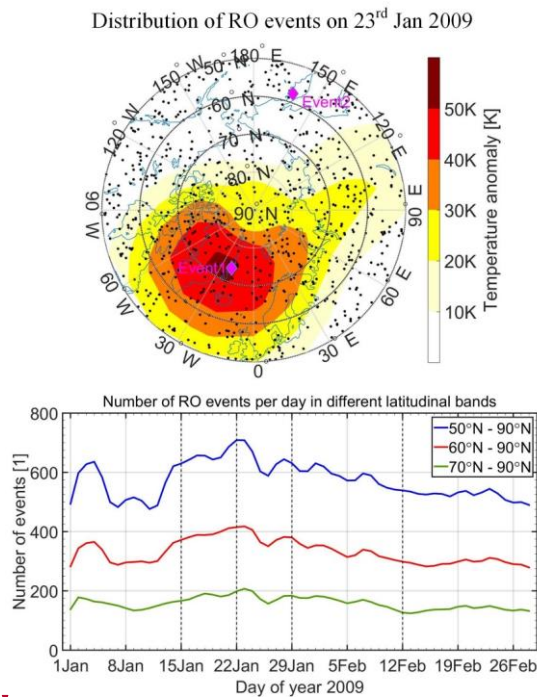 Distribution of RO events on 23rd Jan 2009
180 ° E
150 ° W
50 ° N
150 ° E
60 ° N
Event2
120 ° W
70 ° N
120 ° E
80 ° N
90 ° W
90 ° N
90 ° E
Event1
60 ° W
60 ° E
30 ° W
30 ° E
0
50K
40K
30K
20K
10K
Temperature anomaly [K]
Number of RO events per day in different latitudinal bands
800
600
400
200
0
Number of events [1]
50°N - 90°N
60°N - 90°N
70°N - 90°N
1Jan 8Jan 15Jan 22Jan 29Jan 5Feb 12Feb 19Feb 26Feb
Day of year 2009